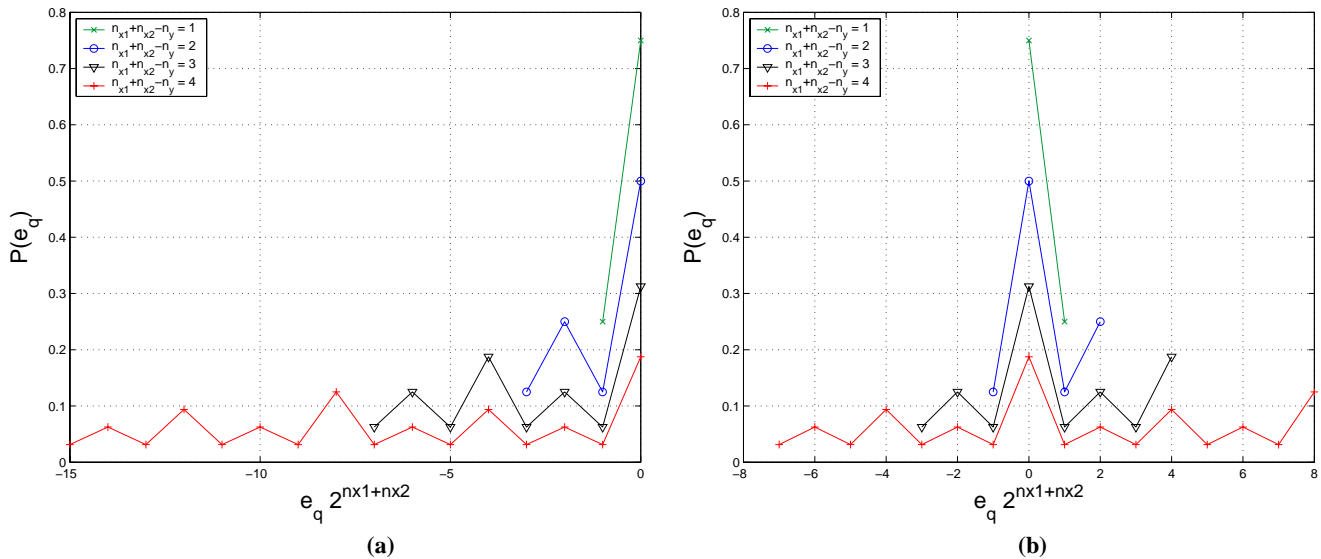 0.8
0.7
0.6
0.5
0.4
0.3
0.2
0.1
0
P(e_q)
n_x1+n_x2−n_y = 1
n_x1+n_x2−n_y = 2
n_x1+n_x2−n_y = 3
n_x1+n_x2−n_y = 4
−15 −10 −5 0
e_q 2^nx1+nx2
(a)
0.8
0.7
0.6
0.5
0.4
0.3
0.2
0.1
0
P(e_q)
n_x1+n_x2−n_y = 1
n_x1+n_x2−n_y = 2
n_x1+n_x2−n_y = 3
n_x1+n_x2−n_y = 4
−8 −6 −4 −2 0 2 4 6 8
e_q 2^nx1+nx2
(b)